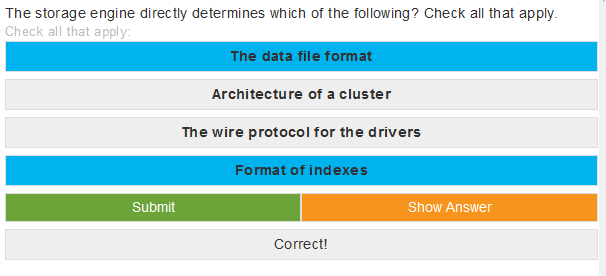 The storage engine directly determines which of the following? Check all that apply.
Check all that apply:
The data file format
Architecture of a cluster
The wire protocol for the drivers
Format of indexes
Submit
Show Answer
Correct!